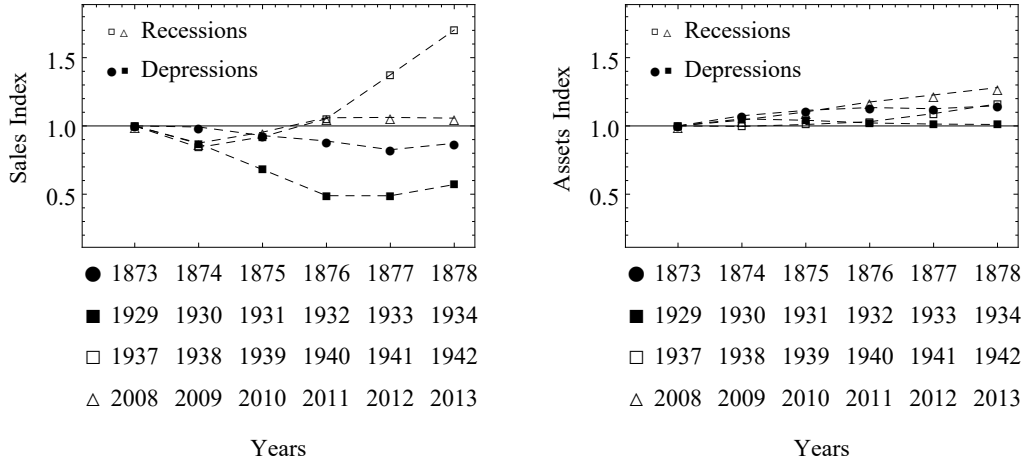 Recessions
Depressions
1.5
1.0
0.5
Sales Index
1873 1874 1875 1876 1877 1878
1929 1930 1931 1932 1933 1934
1937 1938 1939 1940 1941 1942
2008 2009 2010 2011 2012 2013
Years
Recessions
Depressions
1.5
1.0
0.5
Assets Index
1873 1874 1875 1876 1877 1878
1929 1930 1931 1932 1933 1934
1937 1938 1939 1940 1941 1942
2008 2009 2010 2011 2012 2013
Years